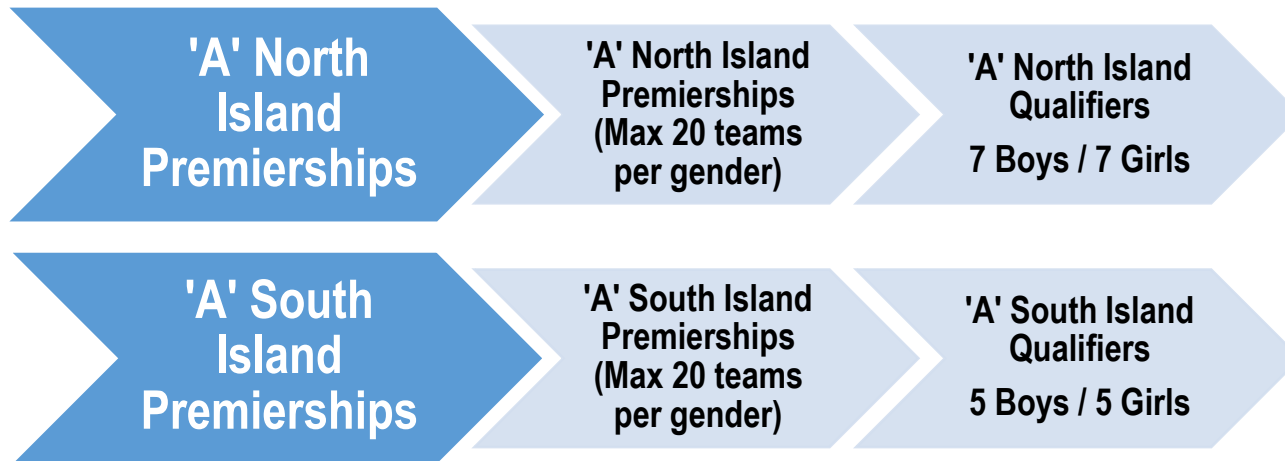 'A' North
Island
Premierships
'A' North Island
Premierships
(Max 20 teams
per gender)
'A' North Island
Qualifiers
7 Boys / 7 Girls
'A' South
Island
Premierships
'A' South Island
Premierships
(Max 20 teams
per gender)
'A' South Island
Qualifiers
5 Boys / 5 Girls